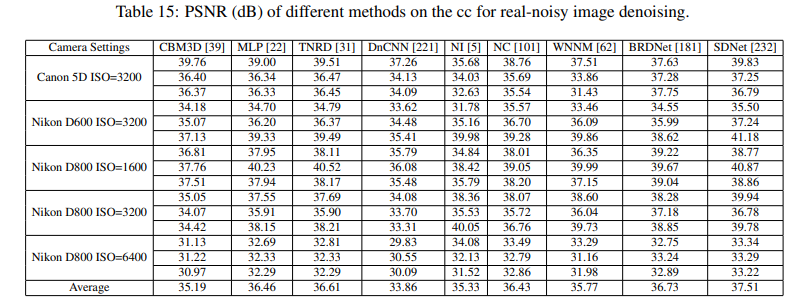 Table 15: PSNR (dB) of different methods on the cc for real-noisy image denoising.
Camera Settings CBM3D [39] MLP [22] TNRD [31] DnCNN [221] NI [5] NC [101] WNNM [62] BRDNet [181] SDNet [232]
Canon 5D ISO=3200 39.76 39.00 39.51 37.26 35.68 38.76 37.51 37.63 39.83
36.40 36.34 36.47 34.13 34.03 35.69 33.86 37.28 37.25
36.37 36.33 36.45 34.09 32.63 35.54 31.43 37.75 36.79
Nikon D600 ISO=3200 34.18 34.70 34.79 33.62 31.78 35.57 33.46 34.55 35.50
35.07 36.20 36.37 34.48 35.16 36.70 36.09 35.99 37.24
37.13 39.33 39.49 35.41 39.98 39.28 39.86 38.62 41.18
Nikon D800 ISO=1600 36.81 37.95 38.11 35.79 34.84 38.01 36.35 39.22 38.77
37.76 40.23 40.52 36.08 38.42 39.05 39.99 39.67 40.87
37.51 37.94 38.17 35.48 35.79 38.20 37.15 39.04 38.86
Nikon D800 ISO=3200 35.05 37.55 37.69 34.08 38.36 38.07 38.60 38.28 39.94
34.07 35.91 35.90 33.70 35.53 35.72 36.04 37.18 36.78
34.42 38.15 38.21 33.31 40.05 36.76 39.73 38.85 39.78
Nikon D800 ISO=6400 31.13 32.69 32.81 29.83 34.08 33.49 33.29 32.75 33.34
31.22 32.33 32.33 30.55 32.13 32.79 31.16 33.24 33.29
30.97 32.29 32.29 30.09 31.52 32.86 31.98 32.89 33.22
Average 35.19 36.46 36.61 33.86 35.33 36.43 35.77 36.73 37.51